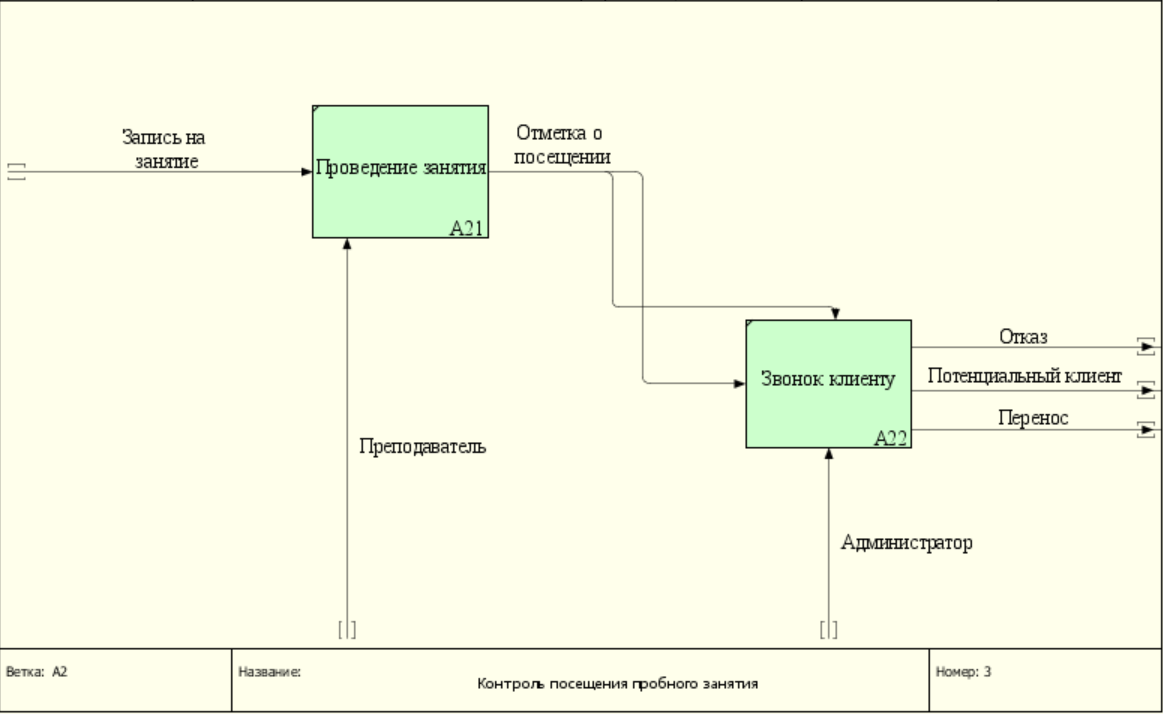 Запись на
занятие
Проведение занятия
A21
Отметка о
посещении
Звонок клиенту
A22
Отказ
Потенциальный клиент
Перенос
Преподаватель
Администратор
Ветка: A2
Название:
Контроль посещения пробного занятия
Номер: 3